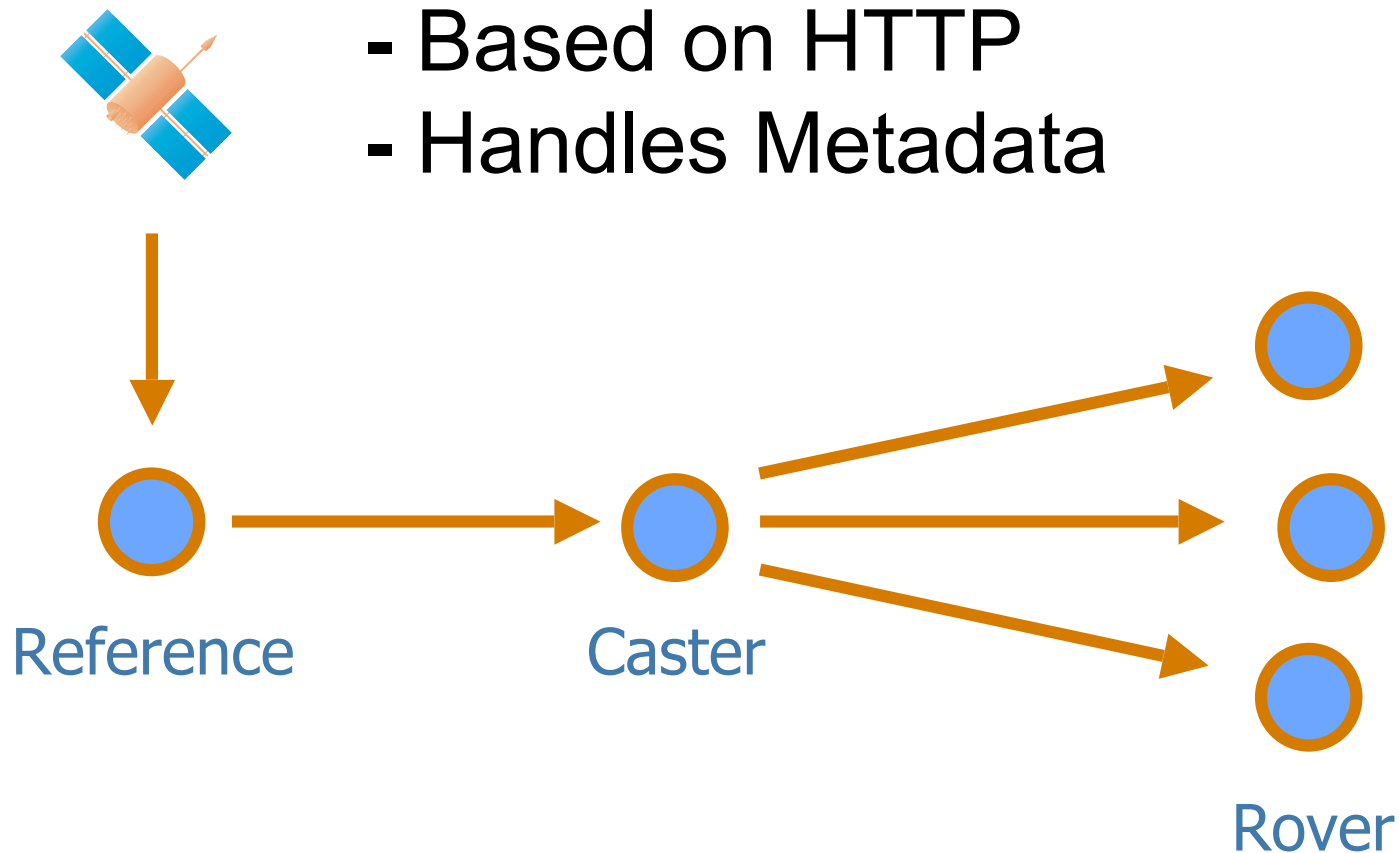 - Based on HTTP
- Handles Metadata
Reference
Caster
Rover